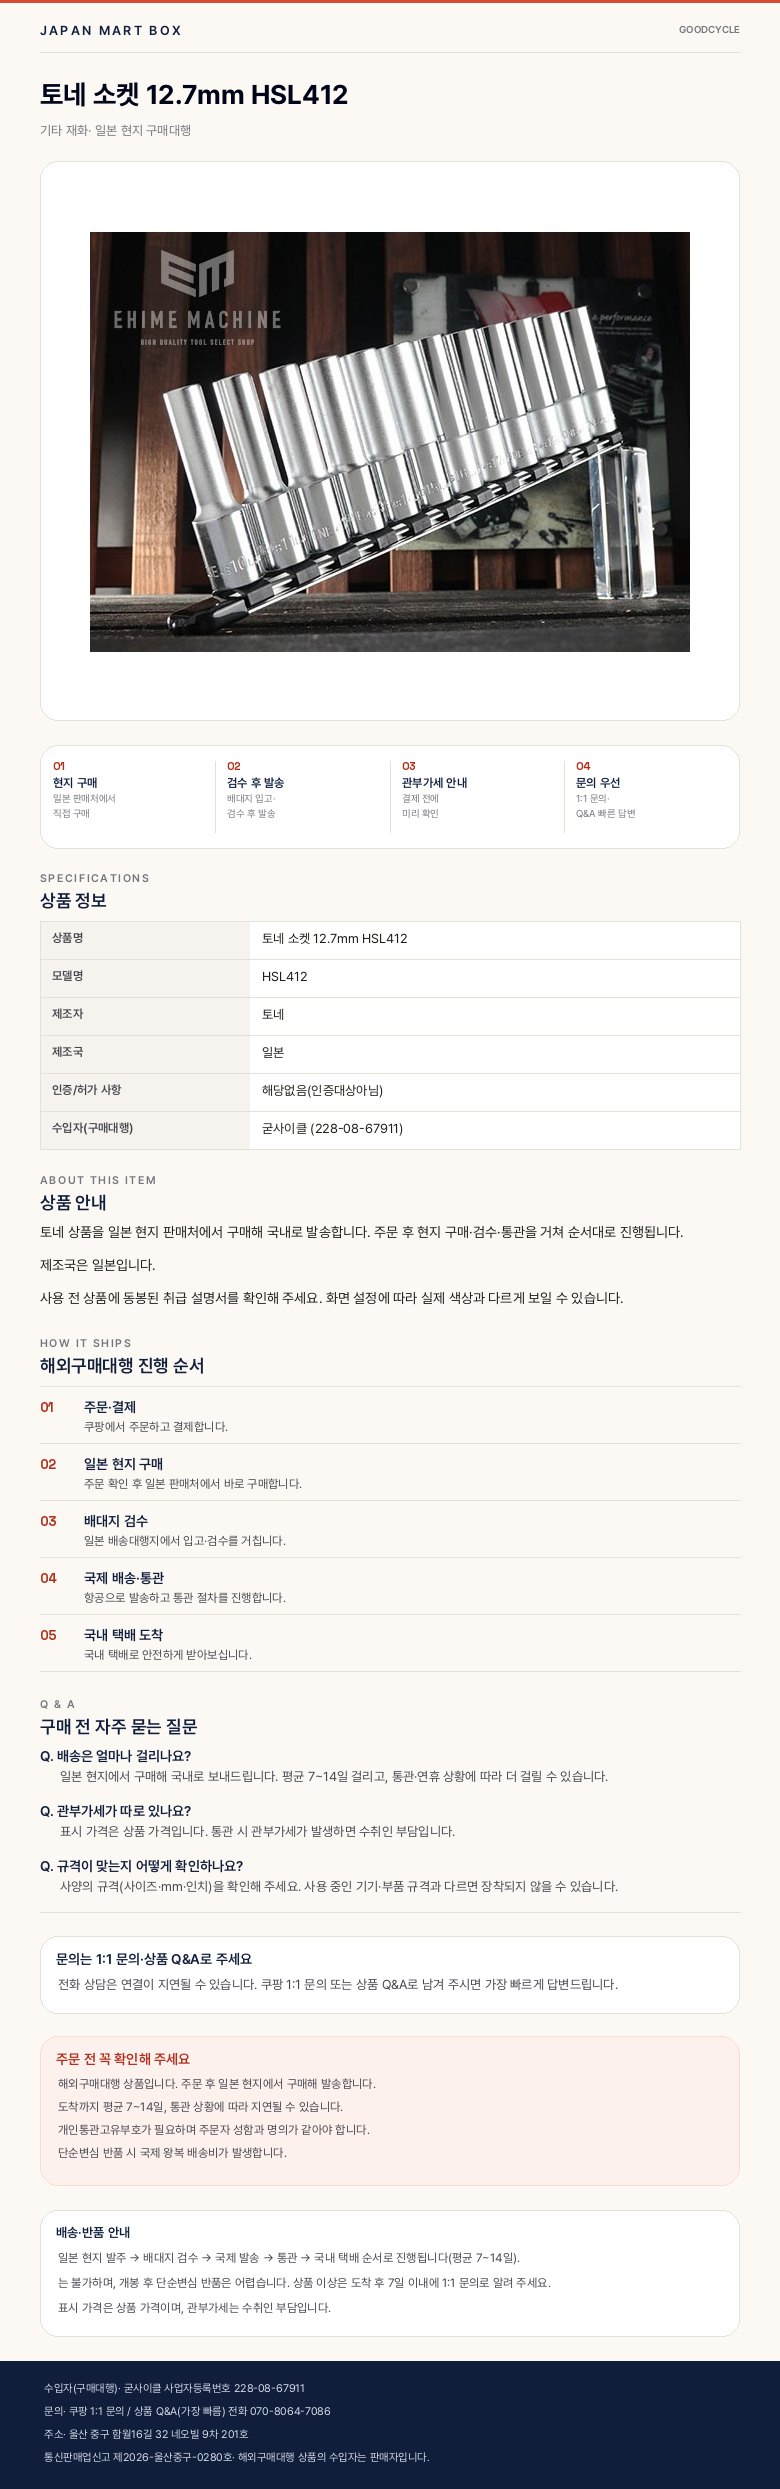 JAPAN MART BOX
GOODCYCLE
토네 소켓 12.7mm HSL412
기타 재화· 일본 현지 구매대행
EHIME MACHINE
HIGH QUALITY TOOL SELECT SHOP
a performance
01
현지 구매
일본 판매처에서
직접 구매
02
검수 후 발송
배대지 입고·
검수 후 발송
03
관부가세 안내
결제 전에
미리 확인
04
문의 우선
1:1 문의·
Q&A 빠른 답변
SPECIFICATIONS
상품 정보
상품명 토네 소켓 12.7mm HSL412
모델명 HSL412
제조자 토네
제조국 일본
인증/허가 사항 해당없음(인증대상아님)
수입자(구매대행) 굳사이클 (228-08-67911)
ABOUT THIS ITEM
상품 안내
토네 상품을 일본 현지 판매처에서 구매해 국내로 발송합니다. 주문 후 현지 구매·검수·통관을 거쳐 순서대로 진행됩니다.
제조국은 일본입니다.
사용 전 상품에 동봉된 취급 설명서를 확인해 주세요. 화면 설정에 따라 실제 색상과 다르게 보일 수 있습니다.
HOW IT SHIPS
해외구매대행 진행 순서
01 주문·결제
쿠팡에서 주문하고 결제합니다.
02 일본 현지 구매
주문 확인 후 일본 판매처에서 바로 구매합니다.
03 배대지 검수
일본 배송대행지에서 입고·검수를 거칩니다.
04 국제 배송·통관
항공으로 발송하고 통관 절차를 진행합니다.
05 국내 택배 도착
국내 택배로 안전하게 받아보십니다.
Q & A
구매 전 자주 묻는 질문
Q. 배송은 얼마나 걸리나요?
일본 현지에서 구매해 국내로 보내드립니다. 평균 7~14일 걸리고, 통관·연휴 상황에 따라 더 걸릴 수 있습니다.
Q. 관부가세가 따로 있나요?
표시 가격은 상품 가격입니다. 통관 시 관부가세가 발생하면 수취인 부담입니다.
Q. 규격이 맞는지 어떻게 확인하나요?
사양의 규격(사이즈·mm·인치)을 확인해 주세요. 사용 중인 기기·부품 규격과 다르면 장착되지 않을 수 있습니다.
문의는 1:1 문의·상품 Q&A로 주세요
전화 상담은 연결이 지연될 수 있습니다. 쿠팡 1:1 문의 또는 상품 Q&A로 남겨 주시면 가장 빠르게 답변드립니다.
주문 전 꼭 확인해 주세요
해외구매대행 상품입니다. 주문 후 일본 현지에서 구매해 발송합니다.
도착까지 평균 7~14일, 통관 상황에 따라 지연될 수 있습니다.
개인통관고유부호가 필요하며 주문자 성함과 명의가 같아야 합니다.
단순변심 반품 시 국제 왕복 배송비가 발생합니다.
배송·반품 안내
일본 현지 발주 → 배대지 검수 → 국제 발송 → 통관 → 국내 택배 순서로 진행됩니다(평균 7~14일).
는 불가하며, 개봉 후 단순변심 반품은 어렵습니다. 상품 이상은 도착 후 7일 이내에 1:1 문의로 알려 주세요.
표시 가격은 상품 가격이며, 관부가세는 수취인 부담입니다.
수입자(구매대행)· 굳사이클 사업자등록번호 228-08-67911
문의· 쿠팡 1:1 문의 / 상품 Q&A(가장 빠름) 전화 070-8064-7086
주소· 울산 중구 함월16길 32 네오빌 9차 201호
통신판매업신고 제2026-울산중구-0280호· 해외구매대행 상품의 수입자는 판매자입니다.